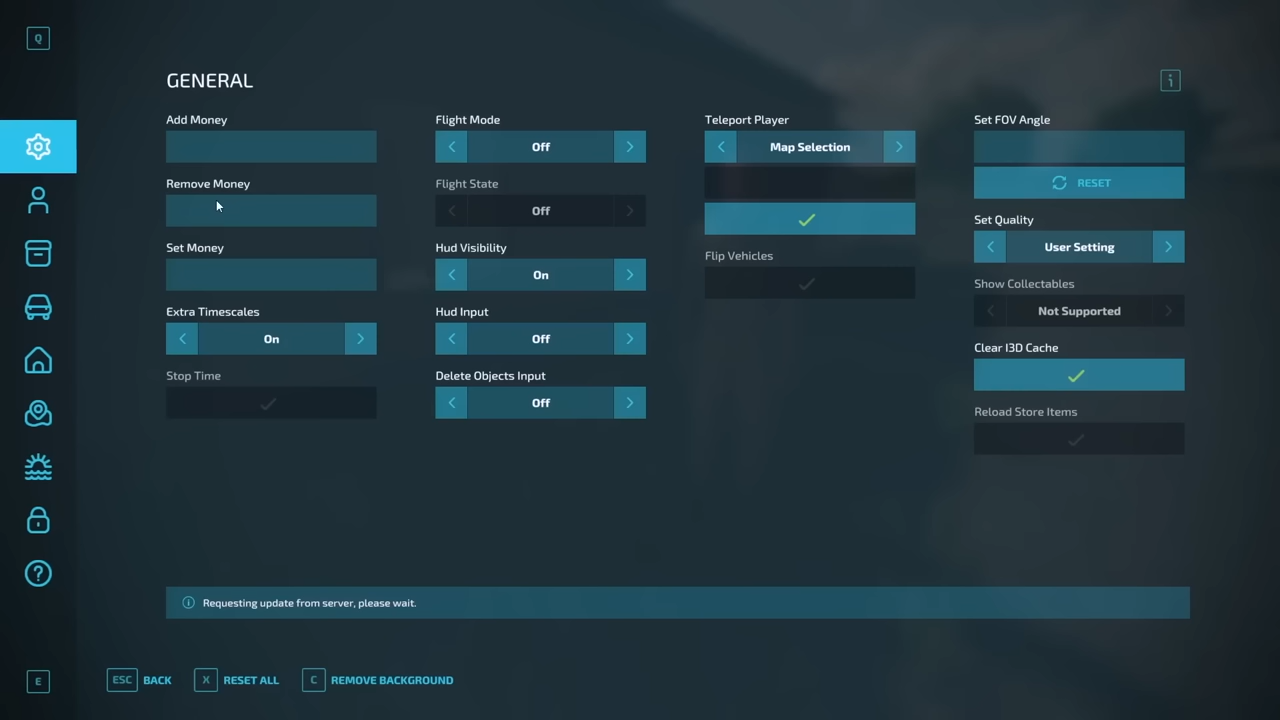 Q
GENERAL
i
Add Money
Remove Money
Set Money
Extra Timescales
On
Stop Time
Flight Mode
Off
Flight State
Off
Hud Visibility
On
Hud Input
Off
Delete Objects Input
Off
Teleport Player
Map Selection
Flip Vehicles
Set FOV Angle
RESET
Set Quality
User Setting
Show Collectables
Not Supported
Clear I3D Cache
Reload Store Items
?
i Requesting update from server, please wait.
E
ESC BACK X RESET ALL C REMOVE BACKGROUND